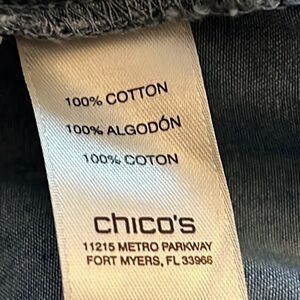 100% COTTON
100% ALGODÓN
100% COTON
chico's
11215 METRO PARKWAY
FORT MYERS, FL 33966